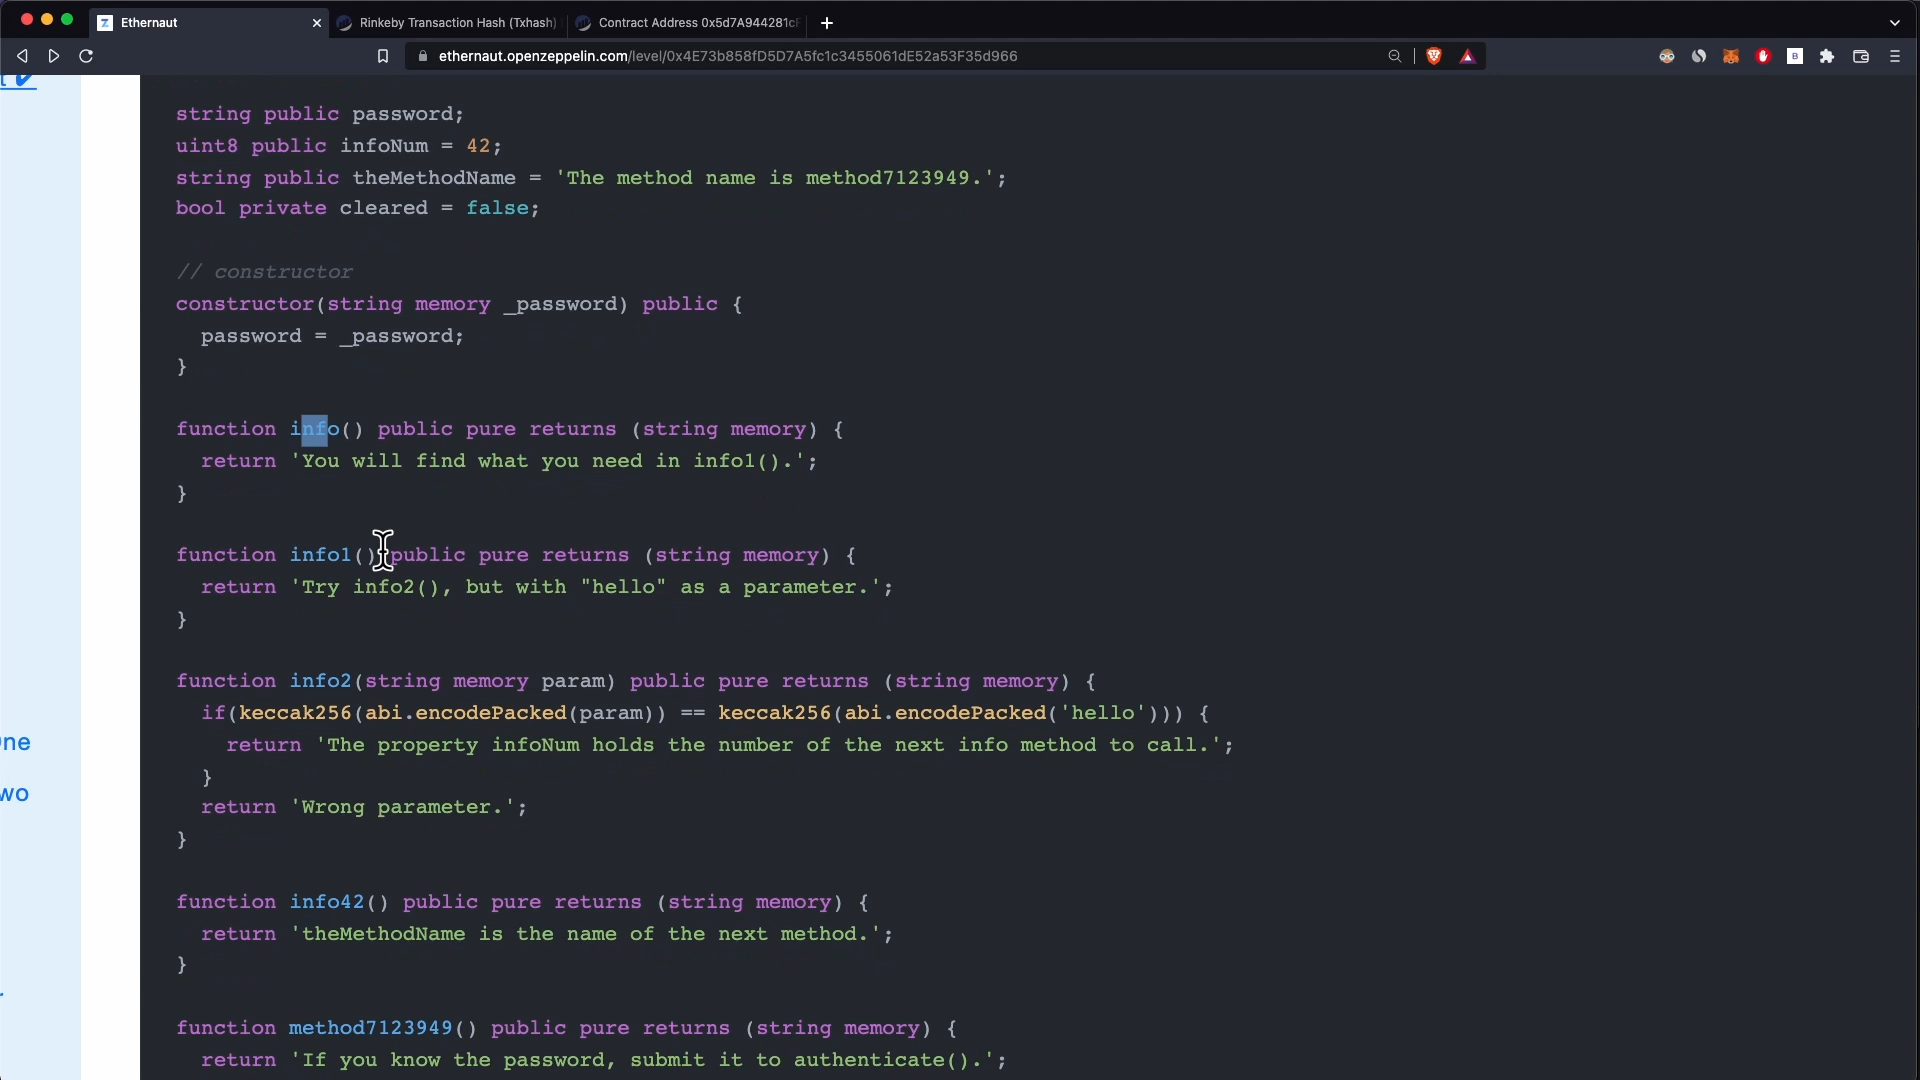 Ethernaut
Rinkeby Transaction Hash (Txhash)
Contract Address 0x5d7A944281cF
ethernaut.openzeppelin.com/level/0x4E73b858fD5D7A5fc1c3455061dE52a53F35d966
string public password;
uint8 public infoNum = 42;
string public theMethodName = 'The method name is method7123949.';
bool private cleared = false;
// constructor
constructor(string memory _password) public {
password = _password;
}
function info() public pure returns (string memory) {
return 'You will find what you need in info1().';
}
function info1() public pure returns (string memory) {
return 'Try info2(), but with "hello" as a parameter.';
}
function info2(string memory param) public pure returns (string memory) {
if(keccak256(abi.encodePacked(param)) == keccak256(abi.encodePacked('hello'))) {
return 'The property infoNum holds the number of the next info method to call.';
}
return 'Wrong parameter.';
}
function info42() public pure returns (string memory) {
return 'theMethodName is the name of the next method.';
}
function method7123949() public pure returns (string memory) {
return 'If you know the password, submit it to authenticate().';